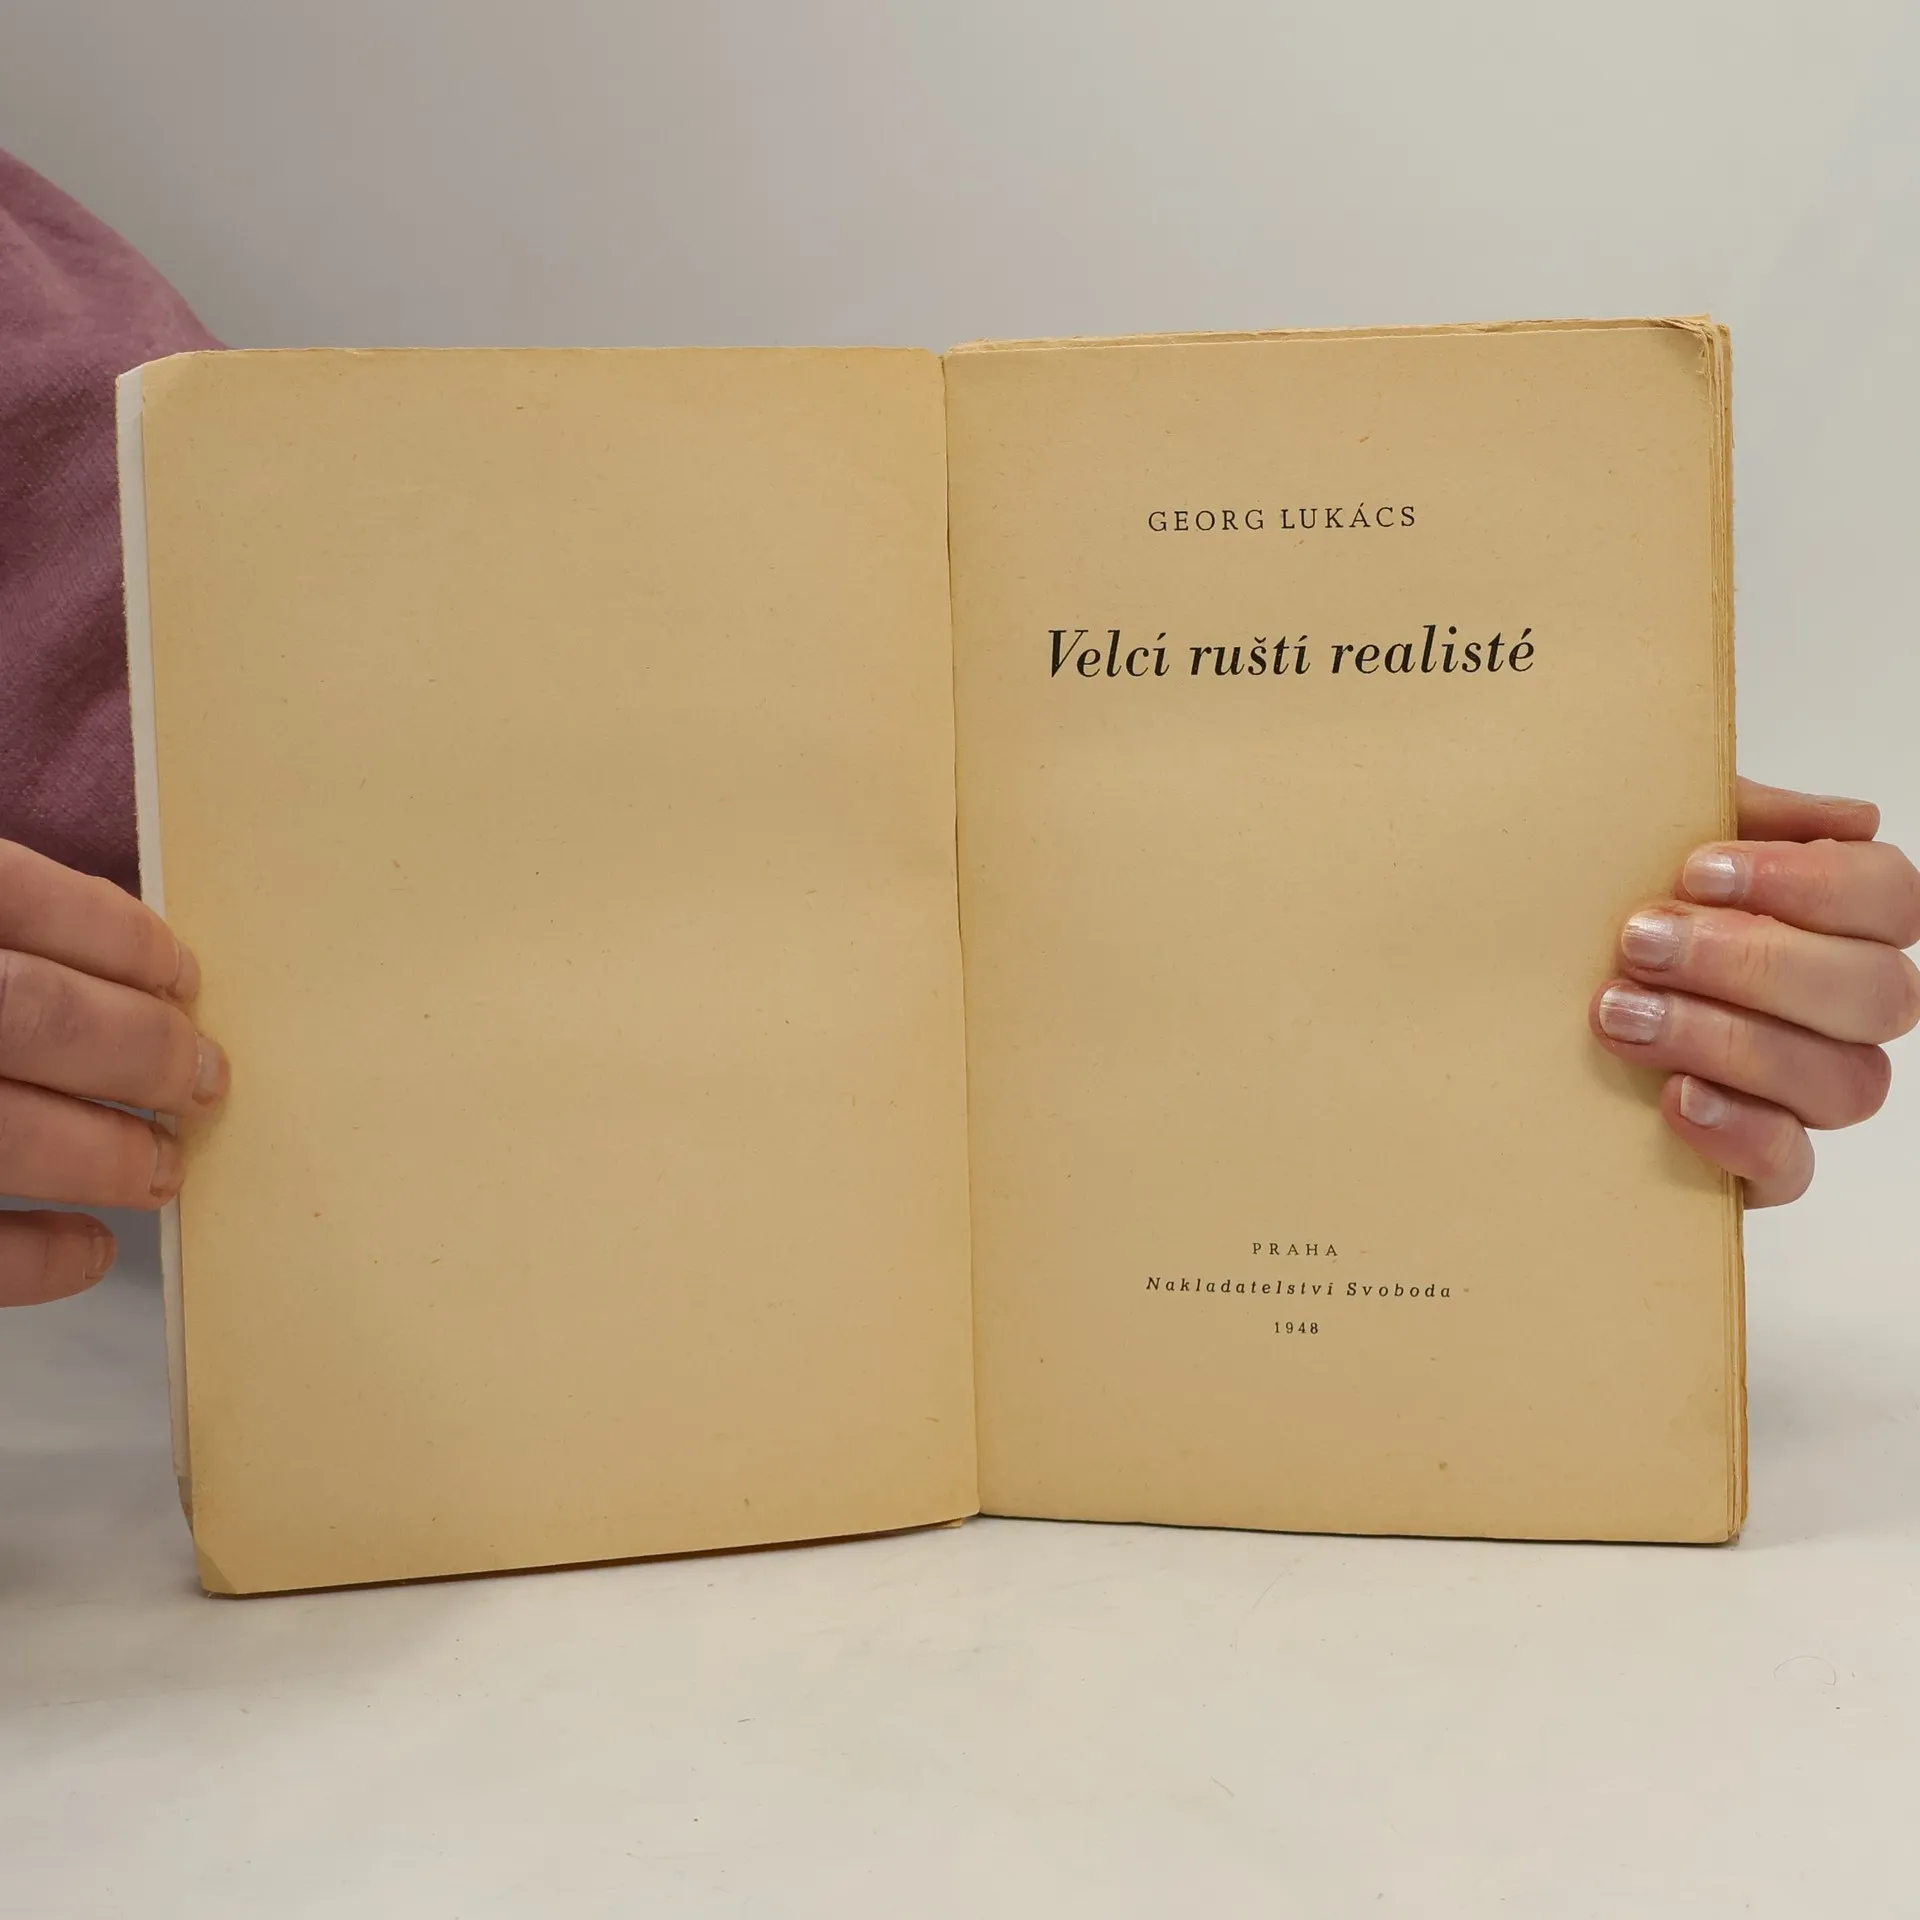 GEORG LUKÁCS
Velcí ruští realisté
PRAHA
Nakladatelství Svoboda
1948